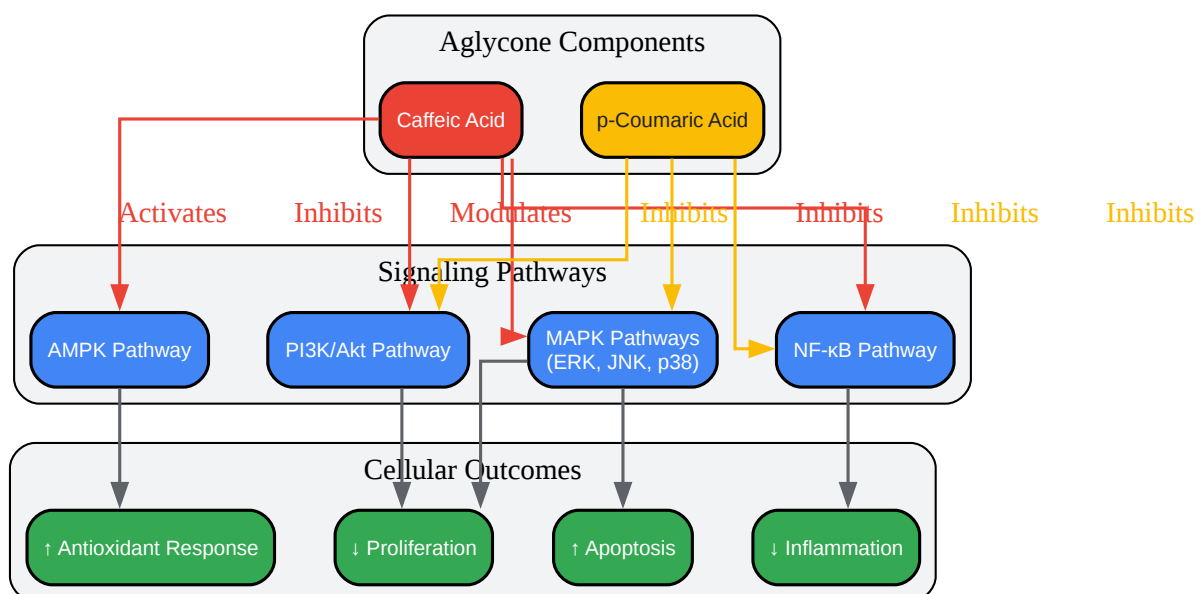 Aglycone Components
Caffeic Acid
p-Coumaric Acid
Activates
Inhibits
Modulates
Inhibits
Inhibits
Inhibits
Inhibits
Signaling Pathways
AMPK Pathway
PI3K/Akt Pathway
MAPK Pathways
(ERK, JNK, p38)
NF-κB Pathway
Cellular Outcomes
↑ Antioxidant Response
↓ Proliferation
↑ Apoptosis
↓ Inflammation